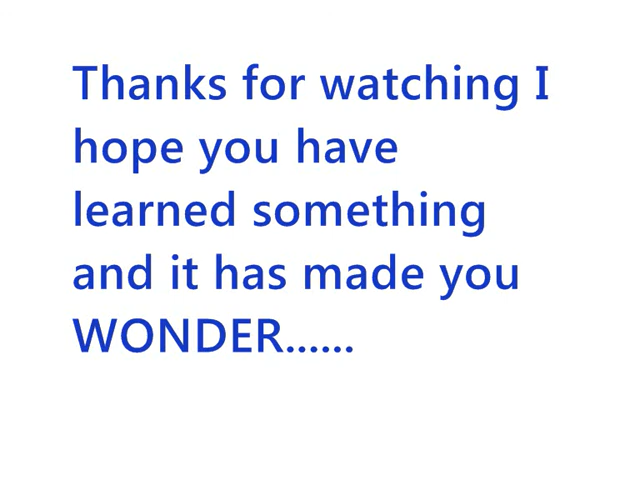 Thanks for watching I
hope you have
learned something
and it has made you
WONDER......